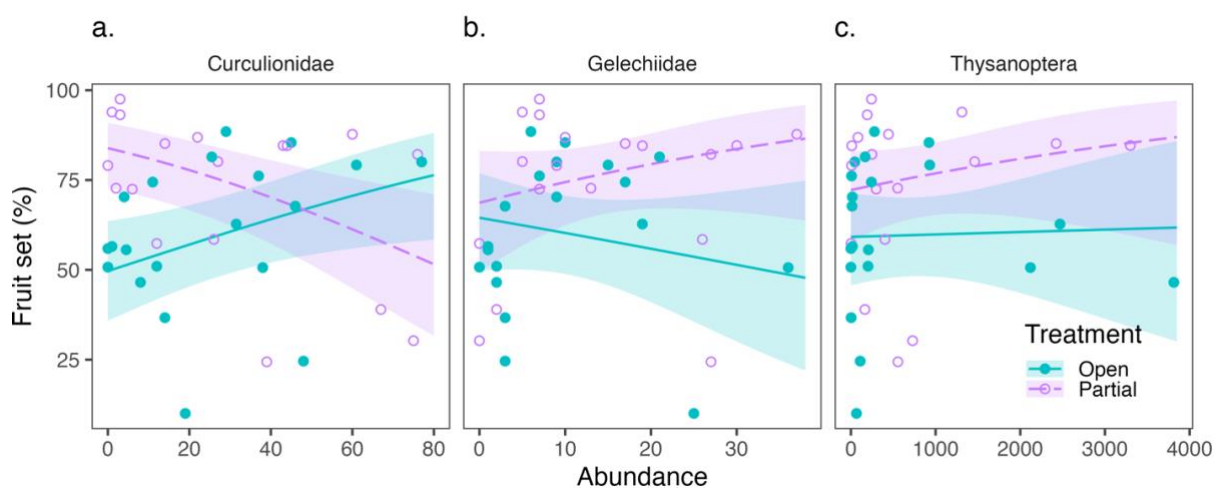 a. b. c.
Curculionidae Gelechiidae Thysanoptera
100
75
50
25
Fruit set (%)
Treatment
Open
Partial
0 20 40 60 80 0 10 20 30 0 1000 2000 3000 4000
Abundance